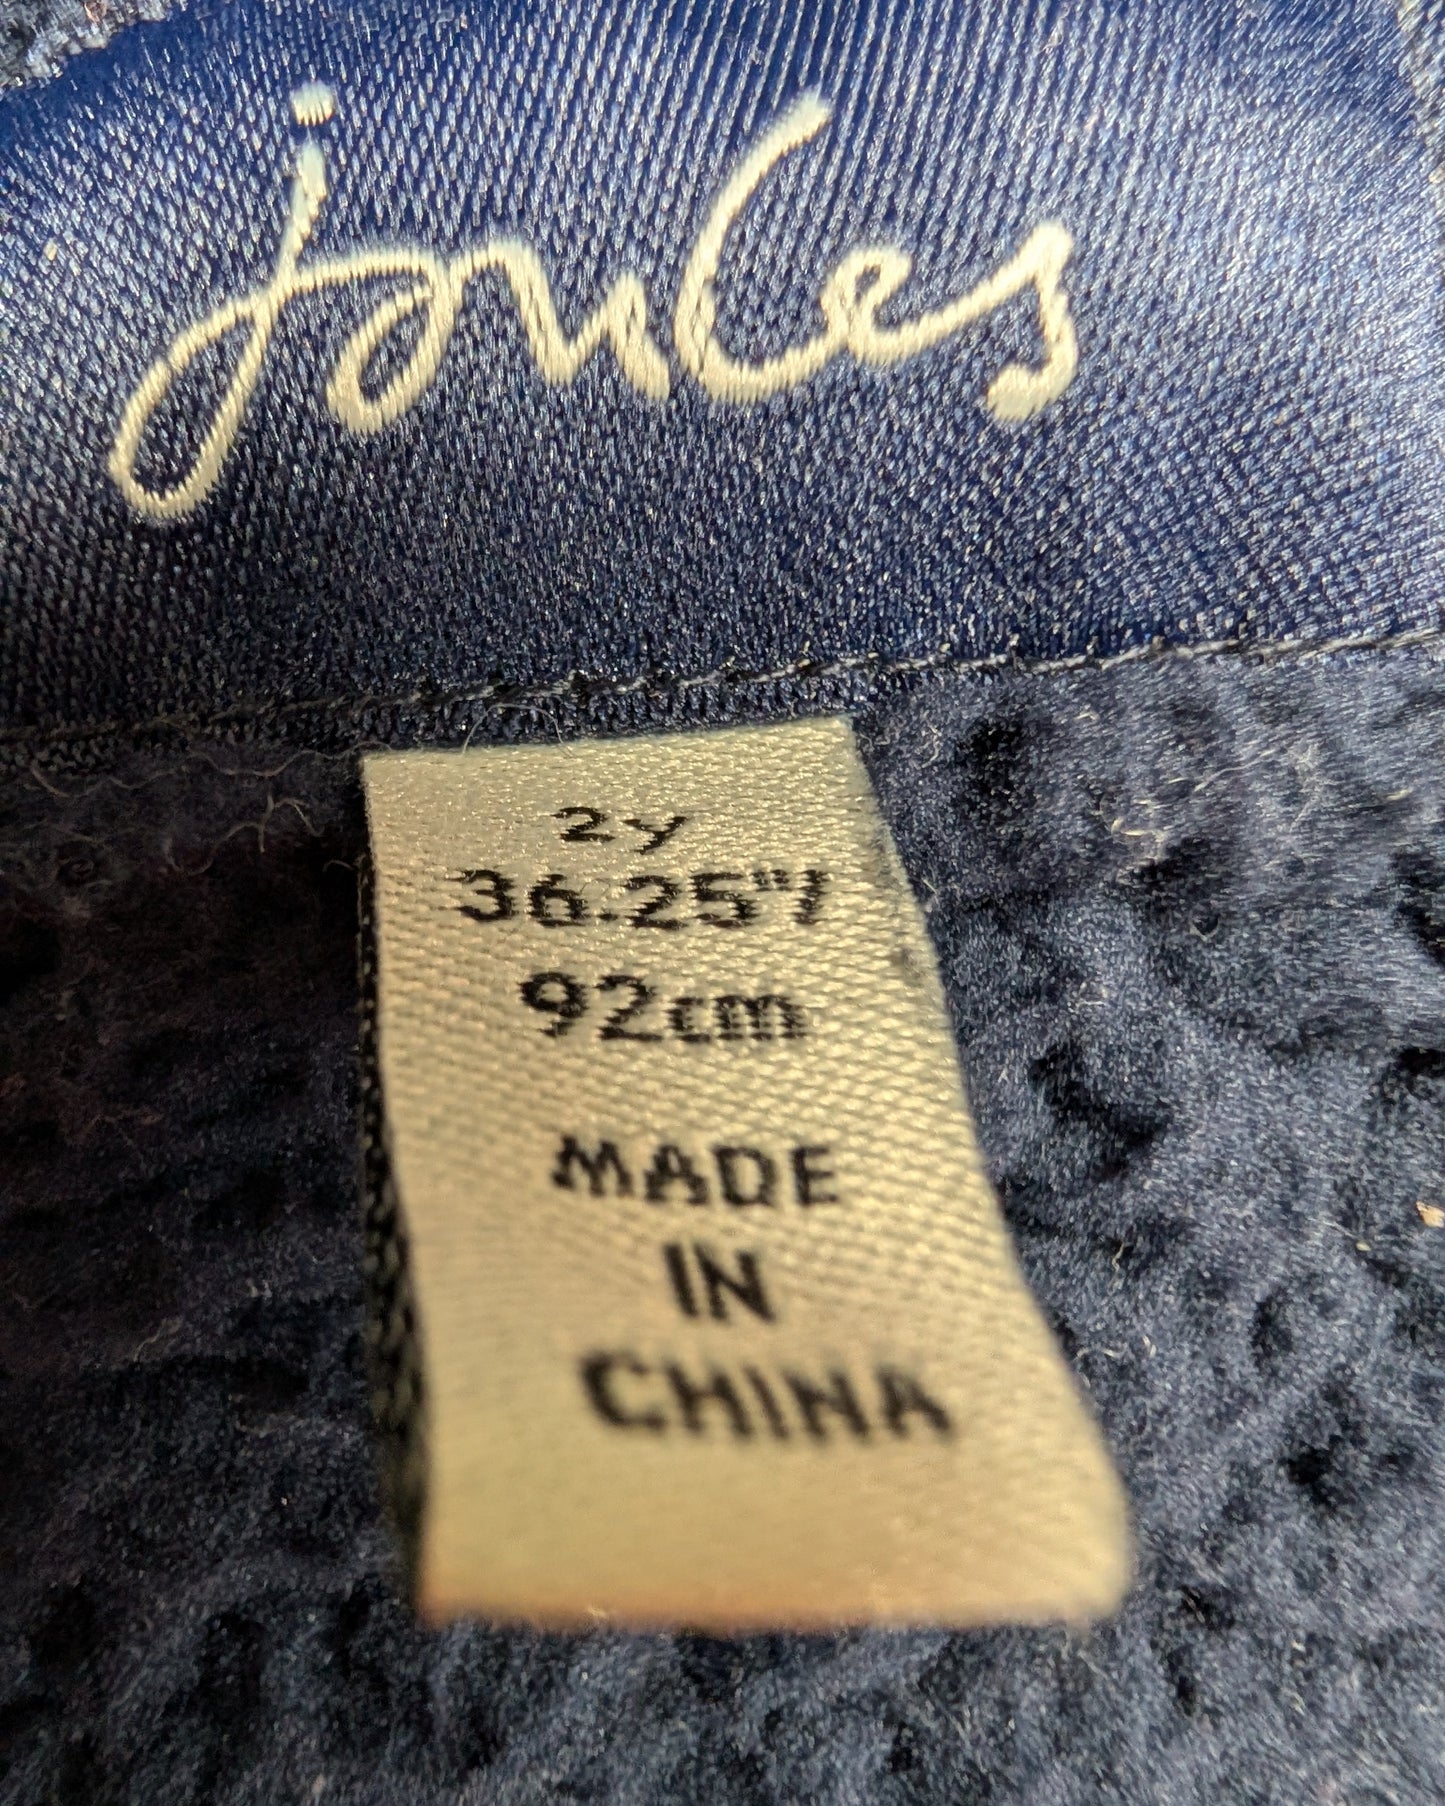 joules
2y
36.25"/
92cm
MADE
IN
CHINA